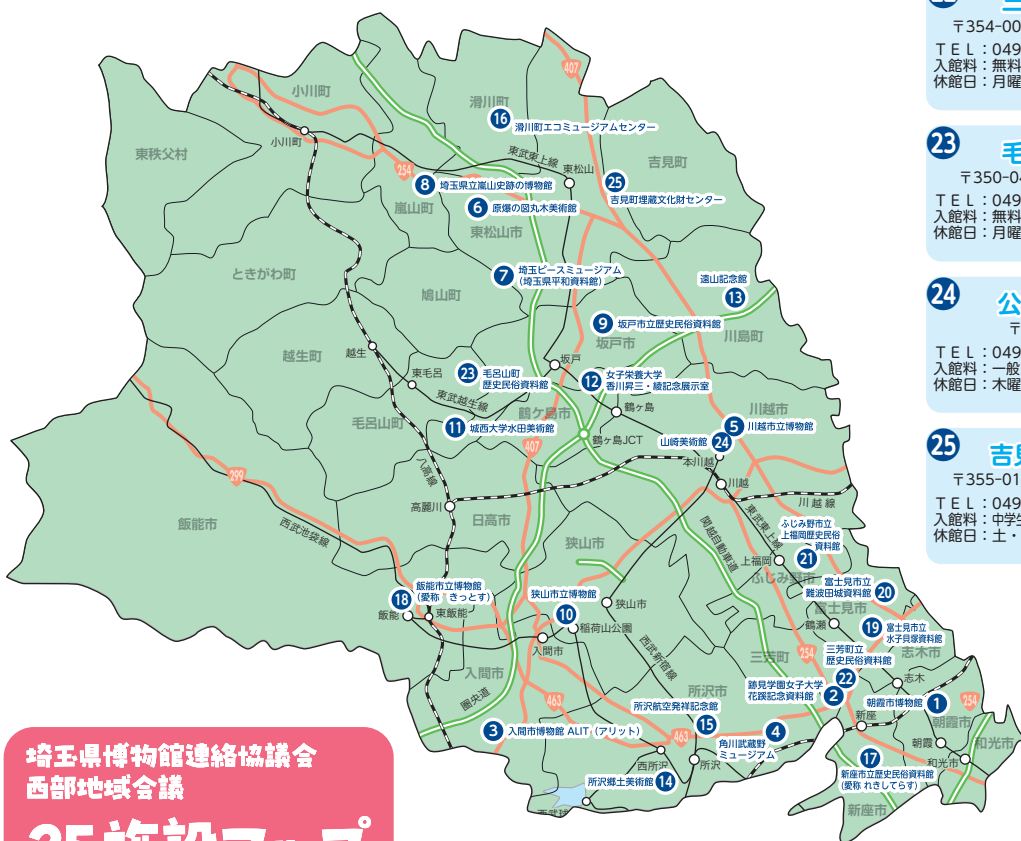 小川町
小川町
東秩父村
滑川町
16 滑川町エコミュージアムセンター
407
東武東上線
東松山
吉見町
254
8 埼玉県立嵐山史跡の博物館
嵐山町
6 原爆の図丸木美術館
東松山市
25
吉見町埋蔵文化財センター
ときがわ町
7 埼玉ピースミュージアム
(埼玉県平和資料館)
鳩山町
遠山記念館
13
9 坂戸市立歴史民俗資料館
坂戸市
川島町
越生町
越生
東毛呂
坂戸
23 毛呂山町
歴史民俗資料館
12 女子栄養大学
香川昇三・綾記念展示室
東武越生線
鶴ヶ島市
鶴ヶ島
毛呂山町
11 城西大学水田美術館
鶴ヶ島JCT
407
川越市
5 川越市立博物館
山崎美術館 24
本川越
川越
川越線
八高線
299
高麗川
飯能市
西武池袋線
日高市
狭山市
関越自動車道
東武東上線
ふじみ野市立
上福岡歴史民俗
資料館
21
上福岡
ふじみ野市
富士見市立
難波田城資料館 20
富士見市
飯能市立博物館
18 (愛称 きっとす)
飯能
東飯能
狭山市立博物館
10
狭山市
稲荷山公園
入間市
鶴瀬
19 富士見市立
水子貝塚資料館
志木市
三芳町立
歴史民俗資料館
254
三芳町
22
志木
西武新宿線
入間市
圏央道
463
所沢市
跡見学園女子大学
花蹊記念資料館 2
朝霞市博物館 1
254
朝霞市
新座
朝霞
和光市
和光市
所沢航空発祥記念館
15
3 入間市博物館 ALIT (アリット)
463
4
角川武蔵野
ミュージアム
西所沢
所沢
所沢郷土美術館 14
17
新座市立歴史民俗資料館
(愛称 れきしてらす)
新座市
埼玉県博物館連絡協議会
西部地域会議
〒354-00
TEL:049
入館料:無料
休館日:月曜
23 毛
〒350-04
TEL:049
入館料:無料
休館日:月曜
24 公
〒
TEL:049
入館料:一般
休館日:木曜
25 吉見
〒355-01
TEL:049
入館料:中学生
休館日:土・